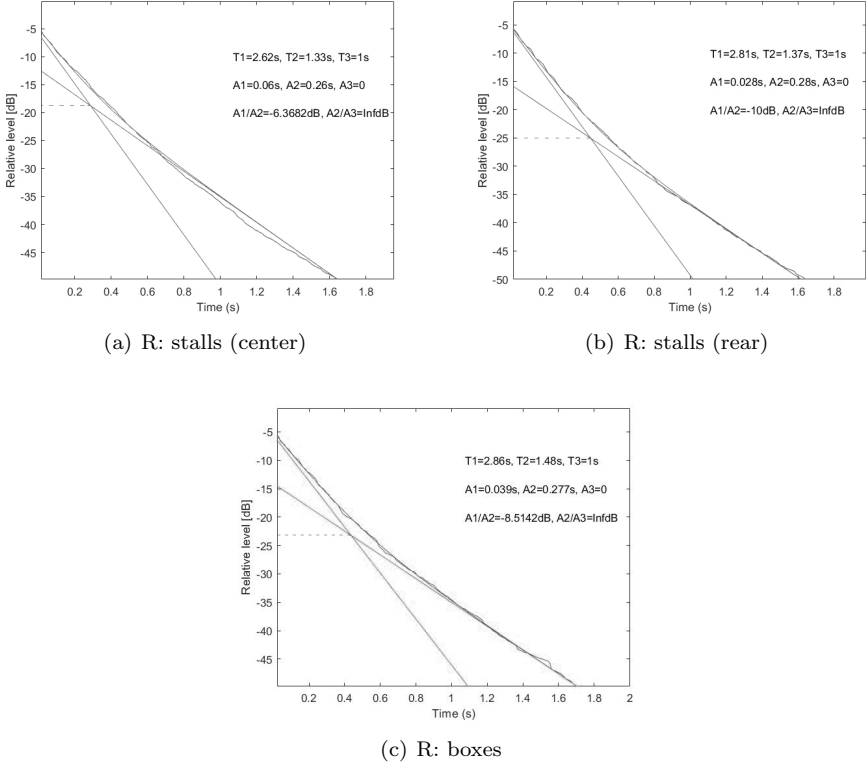 -5
-10
-15
-20
-25
-30
-35
-40
-45
Relative level [dB]
T1=2.62s, T2=1.33s, T3=1s
A1=0.06s, A2=0.26s, A3=0
A1/A2=-6.3682dB, A2/A3=InfdB
0.2 0.4 0.6 0.8 1 1.2 1.4 1.6 1.8
Time (s)
(a) R: stalls (center)
-5
-10
-15
-20
-25
-30
-35
-40
-45
-50
Relative level [dB]
T1=2.81s, T2=1.37s, T3=1s
A1=0.028s, A2=0.28s, A3=0
A1/A2=-10dB, A2/A3=InfdB
0.2 0.4 0.6 0.8 1 1.2 1.4 1.6 1.8
Time (s)
(b) R: stalls (rear)
-5
-10
-15
-20
-25
-30
-35
-40
-45
Relative level [dB]
T1=2.86s, T2=1.48s, T3=1s
A1=0.039s, A2=0.277s, A3=0
A1/A2=-8.5142dB, A2/A3=InfdB
0.2 0.4 0.6 0.8 1 1.2 1.4 1.6 1.8 2
Time (s)
(c) R: boxes